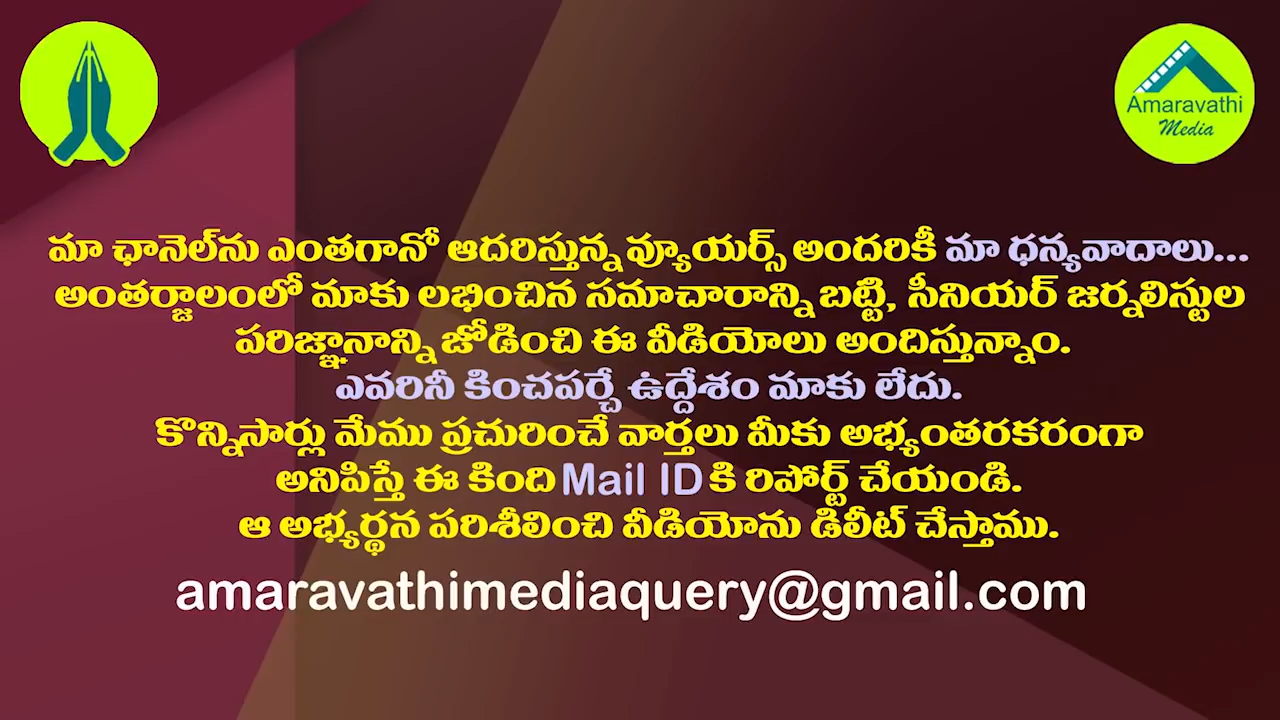 Amaravathi
Media
మా ఛానెల్‌ను ఎంతగానో ఆదరిస్తున్న వ్యూయర్స్ అందరికీ మా ధన్యవాదాలు...
అంతర్జాలంలో మాకు లభించిన సమాచారాన్ని బట్టి, సీనియర్ జర్నలిస్టుల
పరిజ్ఞానాన్ని జోడించి ఈ వీడియోలు అందిస్తున్నాం.
ఎవరినీ కించపర్చే ఉద్దేశం మాకు లేదు.
కొన్నిసార్లు మేము ప్రచురించే వార్తలు మీకు అభ్యంతరకరంగా
అనిపిస్తే ఈ కింది Mail ID కి రిపోర్ట్ చేయండి.
ఆ అభ్యర్థన పరిశీలించి వీడియోను డిలీట్ చేస్తాము.
amaravathimediaquery@gmail.com